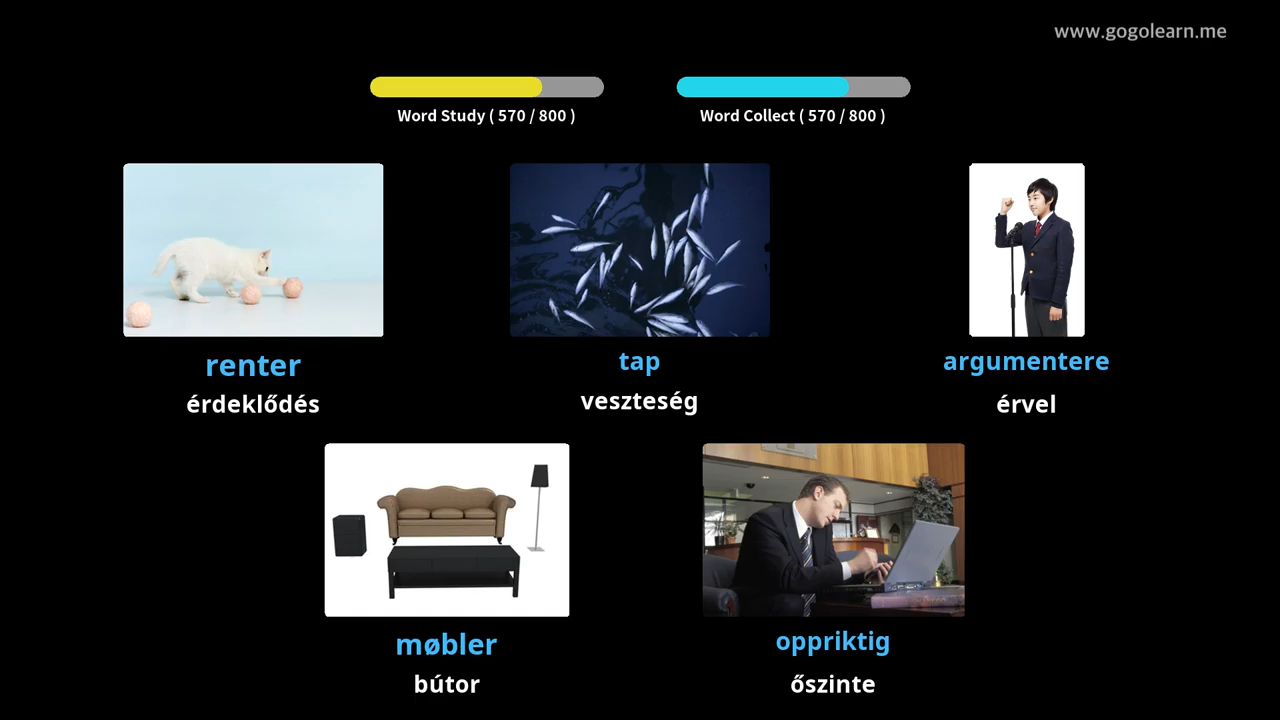 www.gogolearn.me
Word Study ( 570 / 800 )
Word Collect ( 570 / 800 )
renter
érdeklődés
tap
veszteség
argumentere
érvel
møbler
bútor
oppriktig
őszinte